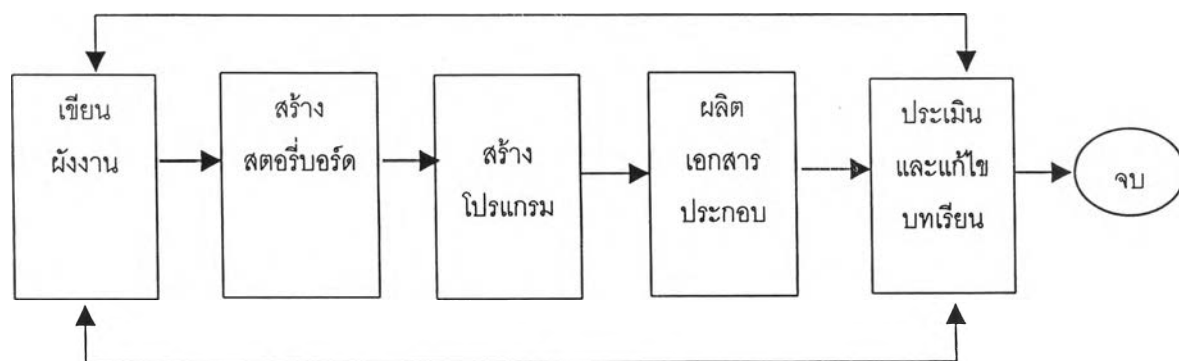 เขียน
ผังงาน
สร้าง
สตอรี่บอร์ด
สร้าง
โปรแกรม
ผลิต
เอกสาร
ประกอบ
ประเมิน
และแก้ไข
บทเรียน
จบ